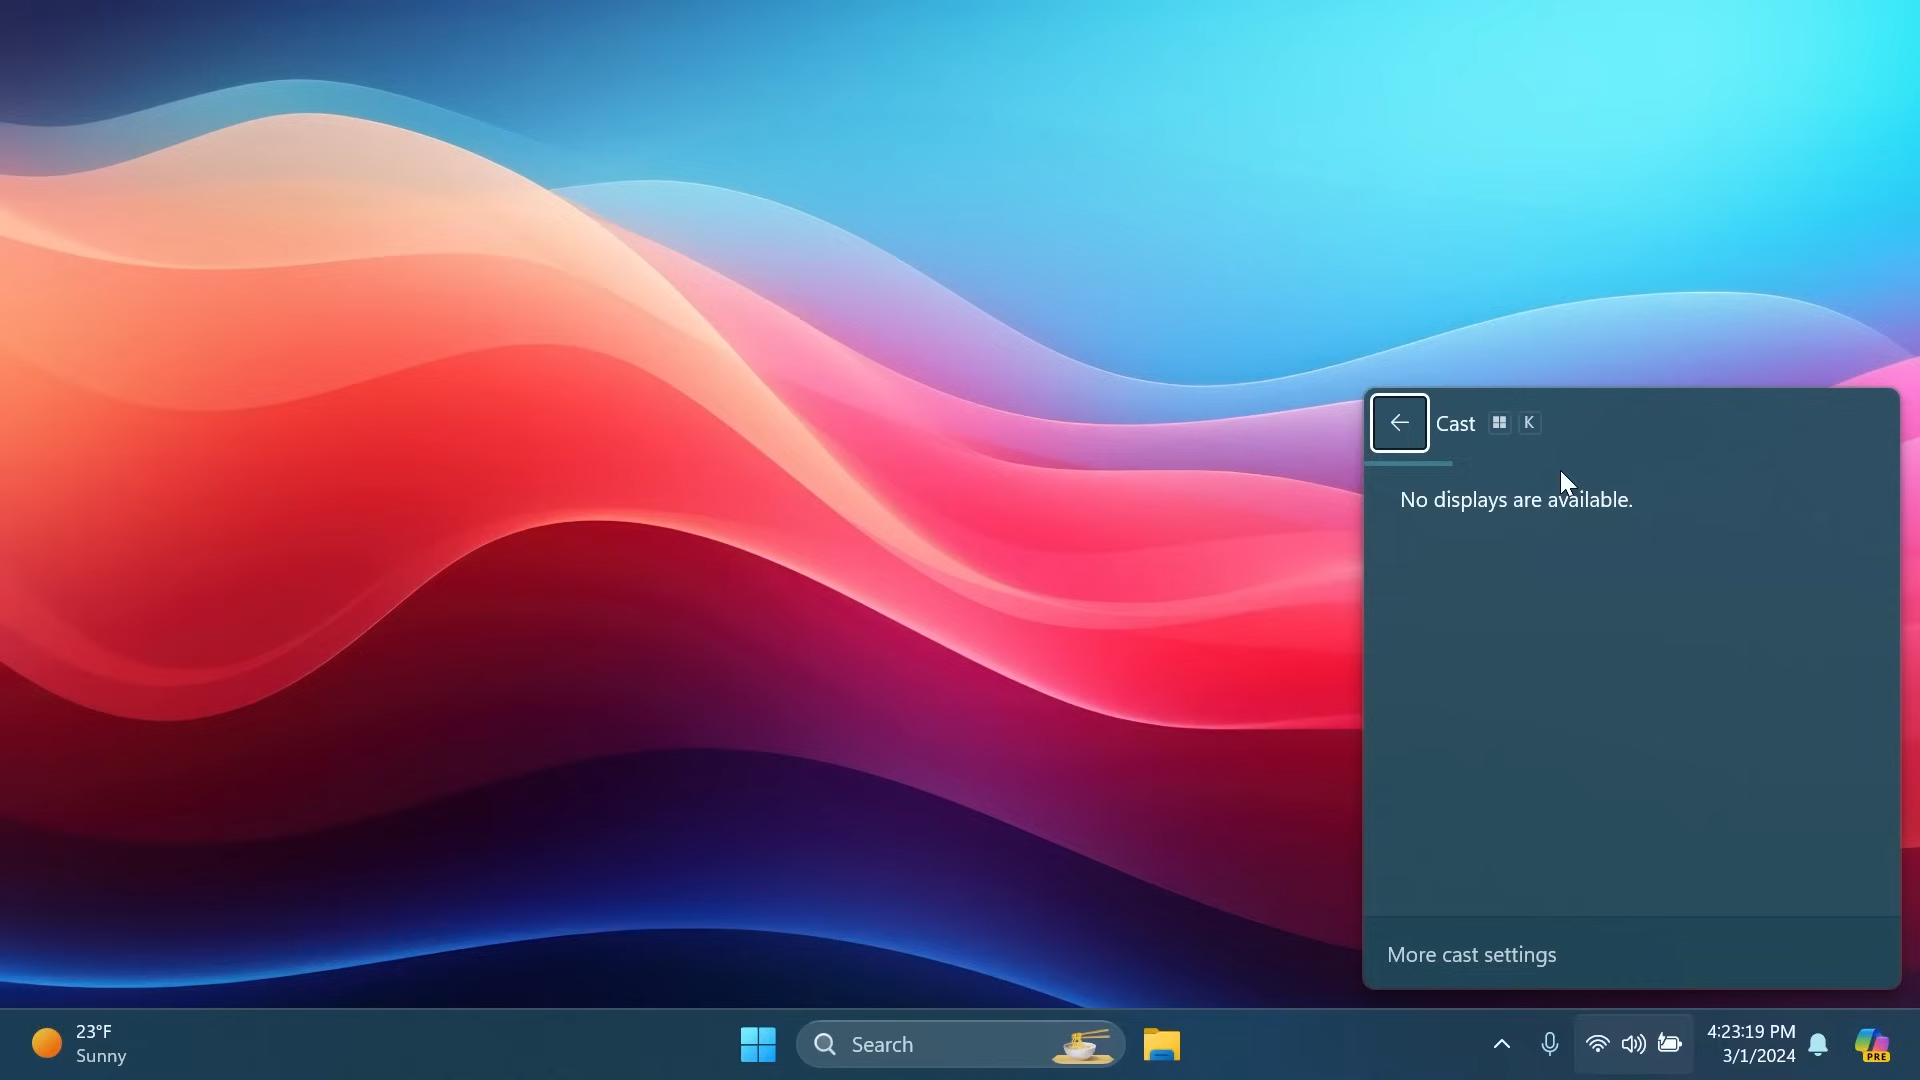 Cast K
No displays are available.
More cast settings
23°F
Sunny
Search
4:23:19 PM
3/1/2024
PRE